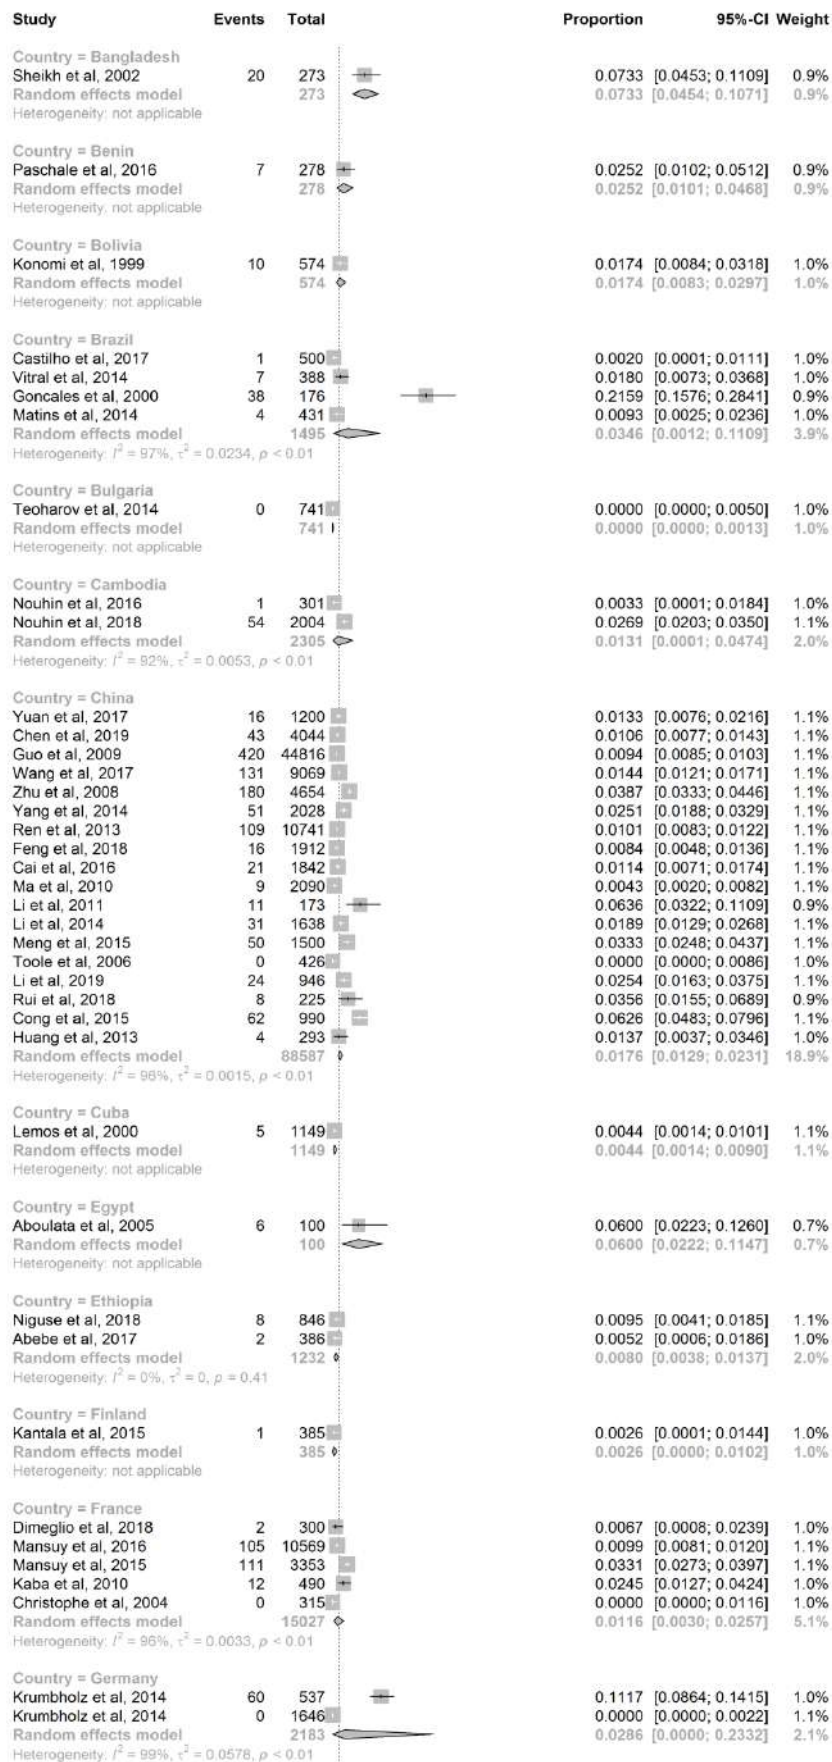 Study Events Total Proportion 95%-CI Weight
Country = Bangladesh
Sheikh et al, 2002 20 273 0.0733 [0.0453; 0.1109] 0.9%
Random effects model 273 0.0733 [0.0454; 0.1071] 0.9%
Heterogeneity: not applicable
Country = Benin
Paschale et al, 2016 7 278 0.0252 [0.0102; 0.0512] 0.9%
Random effects model 278 0.0252 [0.0101; 0.0468] 0.9%
Heterogeneity: not applicable
Country = Bolivia
Konomi et al, 1999 10 574 0.0174 [0.0084; 0.0318] 1.0%
Random effects model 574 0.0174 [0.0083; 0.0297] 1.0%
Heterogeneity: not applicable
Country = Brazil
Castilho et al, 2017 1 500 0.0020 [0.0001; 0.0111] 1.0%
Vitral et al, 2014 7 388 0.0180 [0.0073; 0.0368] 1.0%
Goncales et al, 2000 38 176 0.2159 [0.1576; 0.2841] 0.9%
Matins et al, 2014 4 431 0.0093 [0.0025; 0.0236] 1.0%
Random effects model 1495 0.0346 [0.0012; 0.1109] 3.9%
Heterogeneity: I² = 97%, τ² = 0.0234, p < 0.01
Country = Bulgaria
Teoharov et al, 2014 0 741 0.0000 [0.0000; 0.0050] 1.0%
Random effects model 741 0.0000 [0.0000; 0.0013] 1.0%
Heterogeneity: not applicable
Country = Cambodia
Nouhin et al, 2016 1 301 0.0033 [0.0001; 0.0184] 1.0%
Nouhin et al, 2018 54 2004 0.0269 [0.0203; 0.0350] 1.1%
Random effects model 2305 0.0131 [0.0001; 0.0474] 2.0%
Heterogeneity: I² = 92%, τ² = 0.0053, p < 0.01
Country = China
Yuan et al, 2017 16 1200 0.0133 [0.0076; 0.0216] 1.1%
Chen et al, 2019 43 4044 0.0106 [0.0077; 0.0143] 1.1%
Guo et al, 2009 420 44816 0.0094 [0.0085; 0.0103] 1.1%
Wang et al, 2017 131 9069 0.0144 [0.0121; 0.0171] 1.1%
Zhu et al, 2008 180 4654 0.0387 [0.0333; 0.0446] 1.1%
Yang et al, 2014 51 2028 0.0251 [0.0188; 0.0329] 1.1%
Ren et al, 2013 109 10741 0.0101 [0.0083; 0.0122] 1.1%
Feng et al, 2018 16 1912 0.0084 [0.0048; 0.0136] 1.1%
Cai et al, 2016 21 1842 0.0114 [0.0071; 0.0174] 1.1%
Ma et al, 2010 9 2090 0.0043 [0.0020; 0.0082] 1.1%
Li et al, 2011 11 173 0.0636 [0.0322; 0.1109] 0.9%
Li et al, 2014 31 1638 0.0189 [0.0129; 0.0268] 1.1%
Meng et al, 2015 50 1500 0.0333 [0.0248; 0.0437] 1.1%
Toole et al, 2006 0 426 0.0000 [0.0000; 0.0086] 1.0%
Li et al, 2019 24 946 0.0254 [0.0163; 0.0375] 1.1%
Rui et al, 2018 8 225 0.0356 [0.0155; 0.0689] 0.9%
Cong et al, 2015 62 990 0.0626 [0.0483; 0.0796] 1.1%
Huang et al, 2013 4 293 0.0137 [0.0037; 0.0346] 1.0%
Random effects model 88587 0.0176 [0.0129; 0.0231] 18.9%
Heterogeneity: I² = 96%, τ² = 0.0015, p < 0.01
Country = Cuba
Lemos et al, 2000 5 1149 0.0044 [0.0014; 0.0101] 1.1%
Random effects model 1149 0.0044 [0.0014; 0.0090] 1.1%
Heterogeneity: not applicable
Country = Egypt
Aboulata et al, 2005 6 100 0.0600 [0.0223; 0.1260] 0.7%
Random effects model 100 0.0600 [0.0222; 0.1147] 0.7%
Heterogeneity: not applicable
Country = Ethiopia
Niguse et al, 2018 8 846 0.0095 [0.0041; 0.0185] 1.1%
Abebe et al, 2017 2 386 0.0052 [0.0006; 0.0186] 1.0%
Random effects model 1232 0.0080 [0.0038; 0.0137] 2.0%
Heterogeneity: I² = 0%, τ² = 0, p = 0.41
Country = Finland
Kantala et al, 2015 1 385 0.0026 [0.0001; 0.0144] 1.0%
Random effects model 385 0.0026 [0.0000; 0.0102] 1.0%
Heterogeneity: not applicable
Country = France
Dimeglio et al, 2018 2 300 0.0067 [0.0008; 0.0239] 1.0%
Mansuy et al, 2016 105 10569 0.0099 [0.0081; 0.0120] 1.1%
Mansuy et al, 2015 111 3353 0.0331 [0.0273; 0.0397] 1.1%
Kaba et al, 2010 12 490 0.0245 [0.0127; 0.0424] 1.0%
Christophe et al, 2004 0 315 0.0000 [0.0000; 0.0116] 1.0%
Random effects model 15027 0.0116 [0.0030; 0.0257] 5.1%
Heterogeneity: I² = 96%, τ² = 0.0033, p < 0.01
Country = Germany
Krumbholz et al, 2014 60 537 0.1117 [0.0864; 0.1415] 1.0%
Krumbholz et al, 2014 0 1646 0.0000 [0.0000; 0.0022] 1.1%
Random effects model 2183 0.0286 [0.0000; 0.2332] 2.1%
Heterogeneity: I² = 99%, τ² = 0.0578, p < 0.01